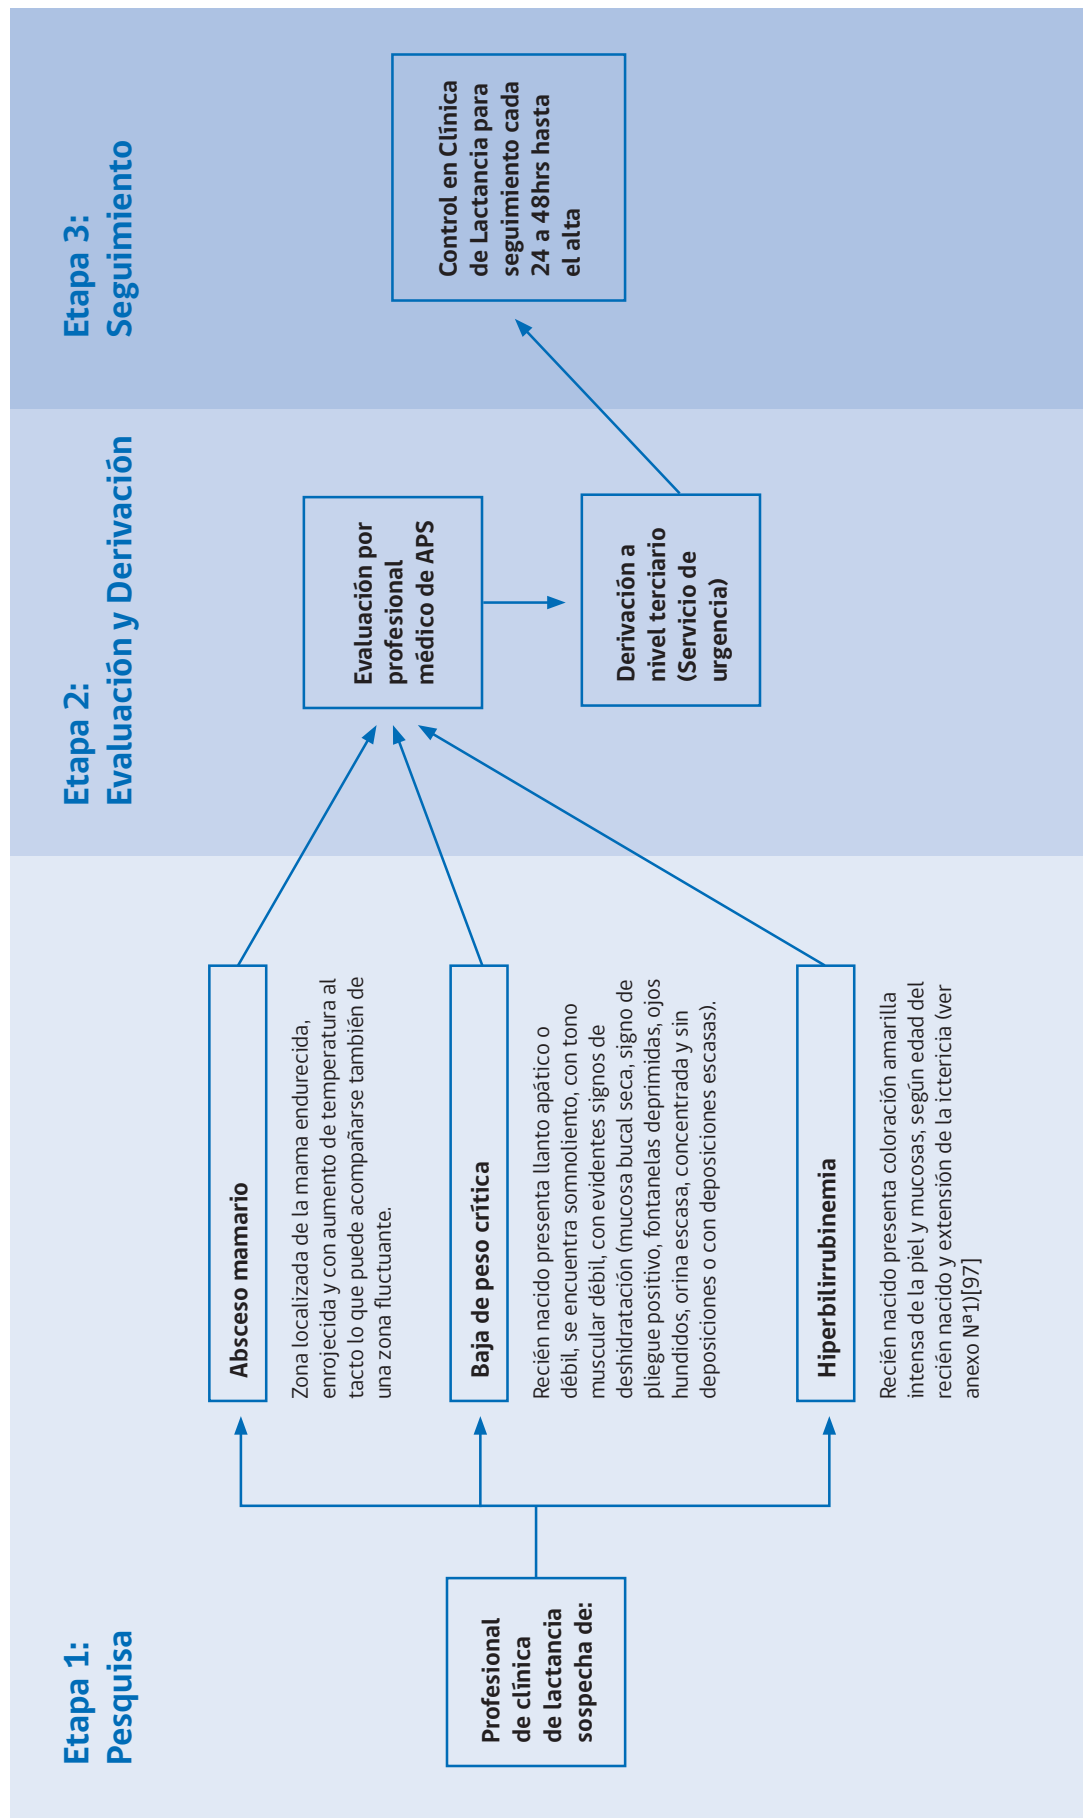 Etapa 1:
Pesquisa
Profesional
de clínica
de lactancia
sospecha de:
Absceso mamario
Zona localizada de la mama endurecida,
enrojecida y con aumento de temperatura al
tacto lo que puede acompañarse también de
una zona fluctuante.
Baja de peso crítica
Recién nacido presenta llanto apático o
débil, se encuentra somnoliento, con tono
muscular débil, con evidentes signos de
deshidratación (mucosa bucal seca, signo de
pliegue positivo, fontanelas deprimidas, ojos
hundidos, orina escasa, concentrada y sin
deposiciones o con deposiciones escasas).
Hiperbilirrubinemia
Recién nacido presenta coloración amarilla
intensa de la piel y mucosas, según edad del
recién nacido y extensión de la ictericia (ver
anexo Nª1)[97]
Etapa 2:
Evaluación y Derivación
Evaluación por
profesional
médico de APS
Derivación a
nivel terciario
(Servicio de
urgencia)
Etapa 3:
Seguimiento
Control en Clínica
de Lactancia para
seguimiento cada
24 a 48hrs hasta
el alta